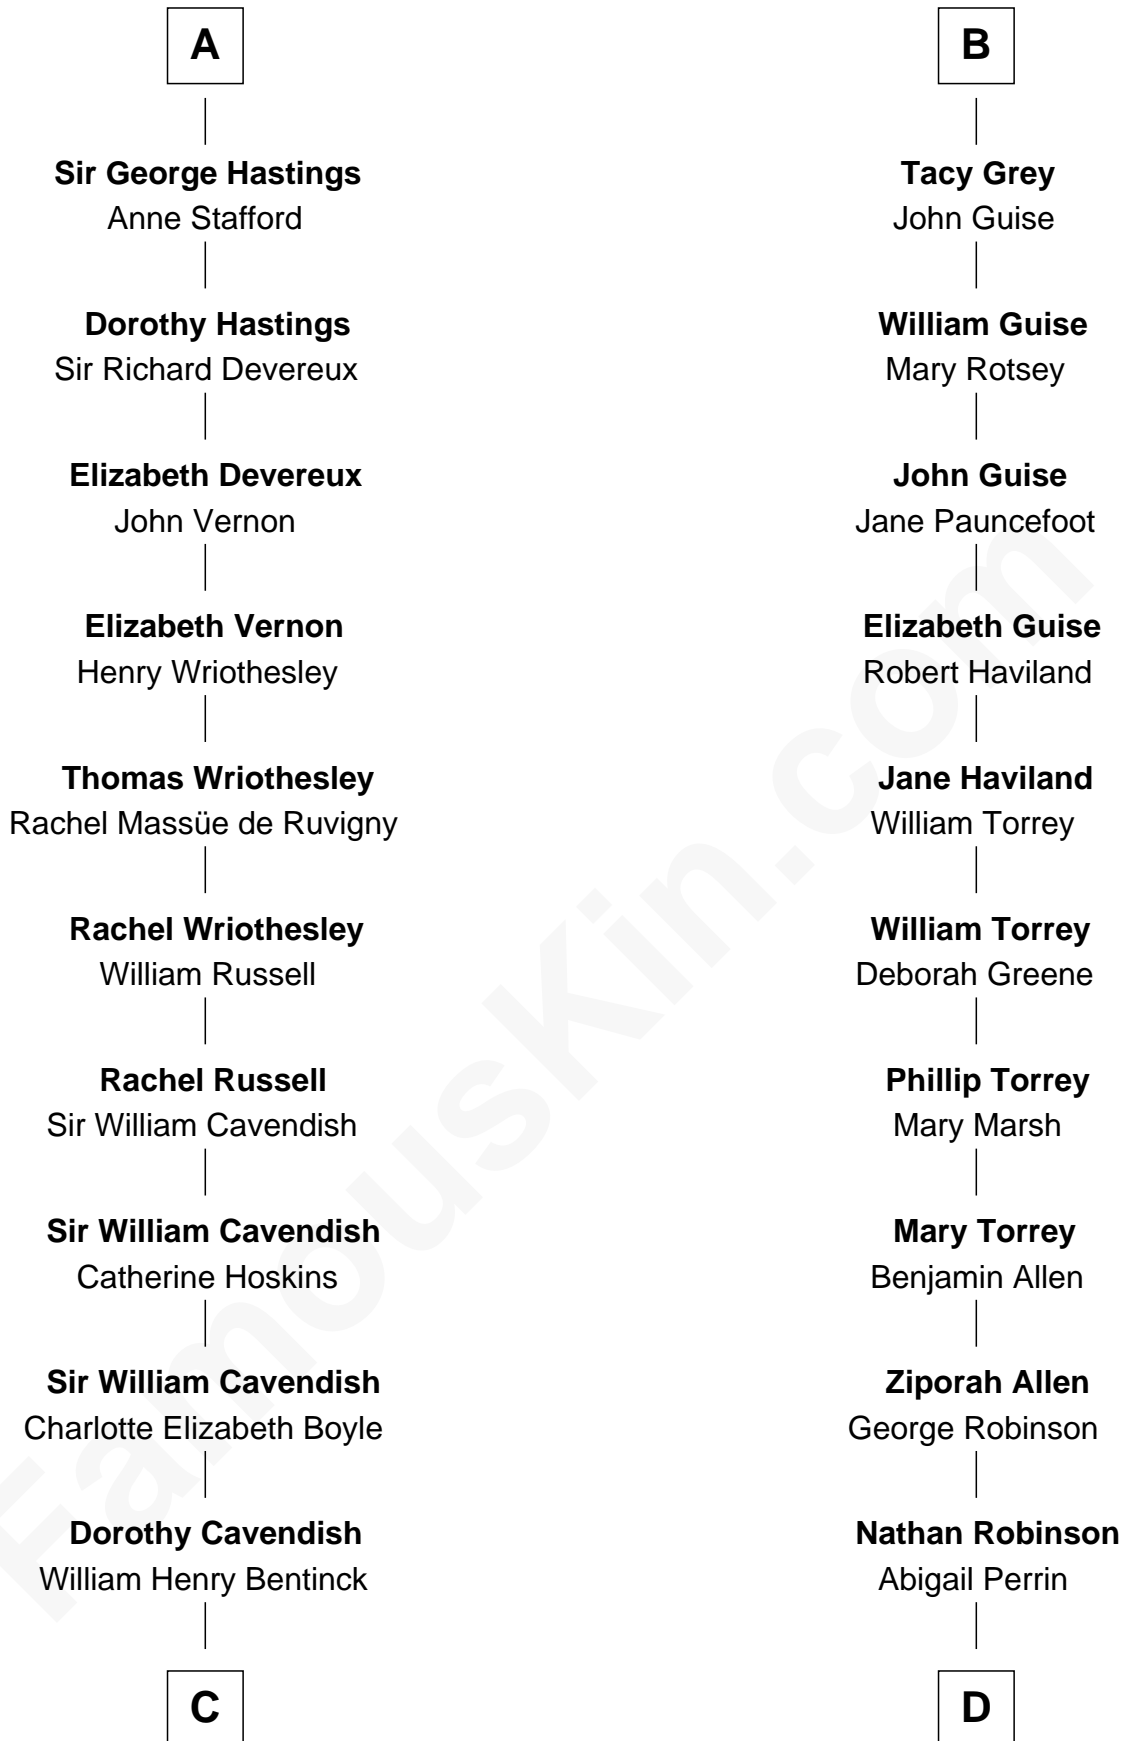 A
Sir George Hastings
Anne Stafford
Dorothy Hastings
Sir Richard Devereux
Elizabeth Devereux
John Vernon
Elizabeth Vernon
Henry Wriothesley
Thomas Wriothesley
Rachel Massüe de Ruvigny
Rachel Wriothesley
William Russell
Rachel Russell
Sir William Cavendish
Sir William Cavendish
Catherine Hoskins
Sir William Cavendish
Charlotte Elizabeth Boyle
Dorothy Cavendish
William Henry Bentinck
C
B
Tacy Grey
John Guise
William Guise
Mary Rotsey
John Guise
Jane Pauncefoot
Elizabeth Guise
Robert Haviland
Jane Haviland
William Torrey
William Torrey
Deborah Greene
Phillip Torrey
Mary Marsh
Mary Torrey
Benjamin Allen
Ziporah Allen
George Robinson
Nathan Robinson
Abigail Perrin
D
FamousKin.com